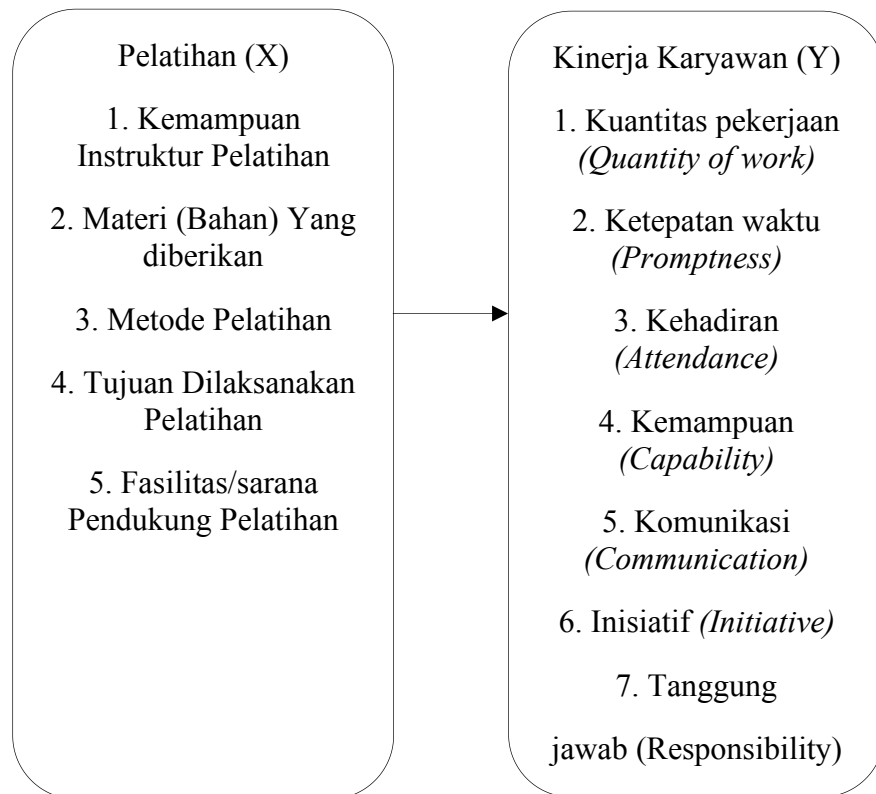 Pelatihan (X)
1. Kemampuan
Instruktur Pelatihan
2. Materi (Bahan) Yang
diberikan
3. Metode Pelatihan
4. Tujuan Dilaksanakan
Pelatihan
5. Fasilitas/sarana
Pendukung Pelatihan
Kinerja Karyawan (Y)
1. Kuantitas pekerjaan
(Quantity of work)
2. Ketepatan waktu
(Promptness)
3. Kehadiran
(Attendance)
4. Kemampuan
(Capability)
5. Komunikasi
(Communication)
6. Inisiatif (Initiative)
7. Tanggung
jawab (Responsibility)